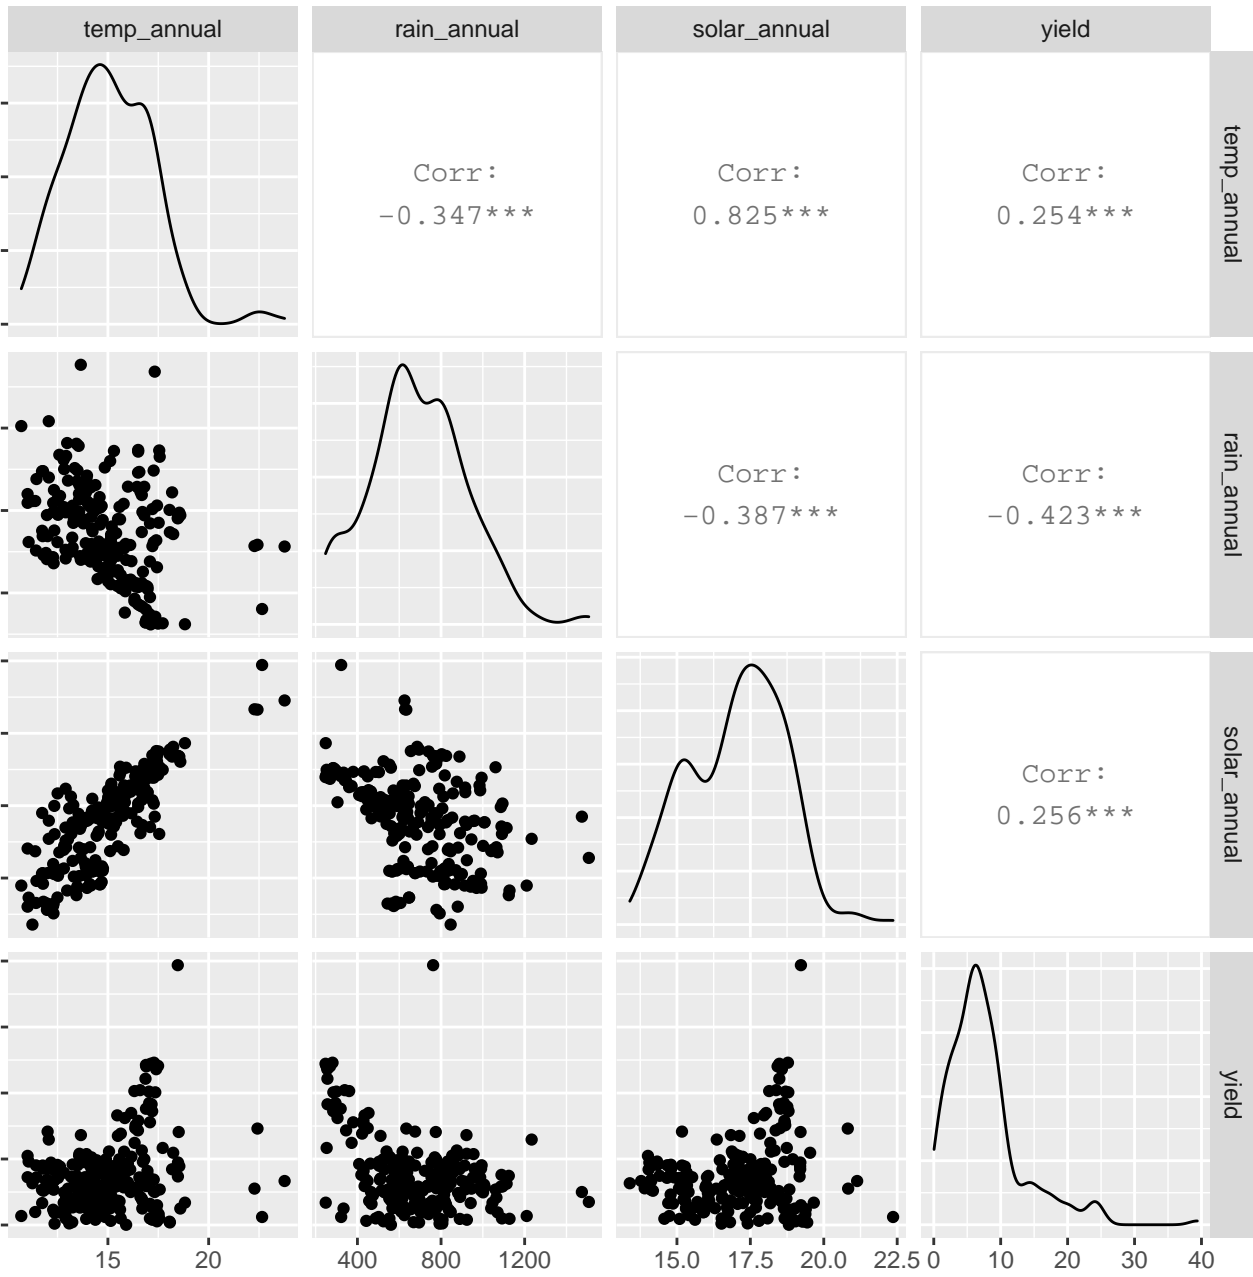 temp_annual rain_annual solar_annual yield
Corr: Corr: Corr:
-0.347*** 0.825*** 0.254***
temp_annual
Corr: Corr:
-0.387*** -0.423***
rain_annual
Corr:
0.256***
solar_annual
yield
15 20 400 800 1200 15.0 17.5 20.0 22.5 0 10 20 30 40